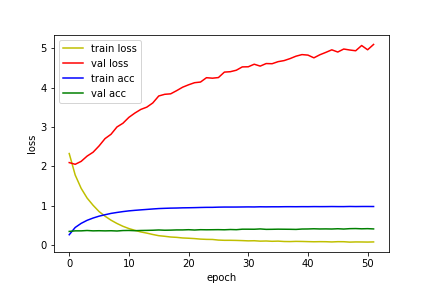 train loss
val loss
train acc
val acc
5
4
3
2
1
0
loss
0 10 20 30 40 50
epoch